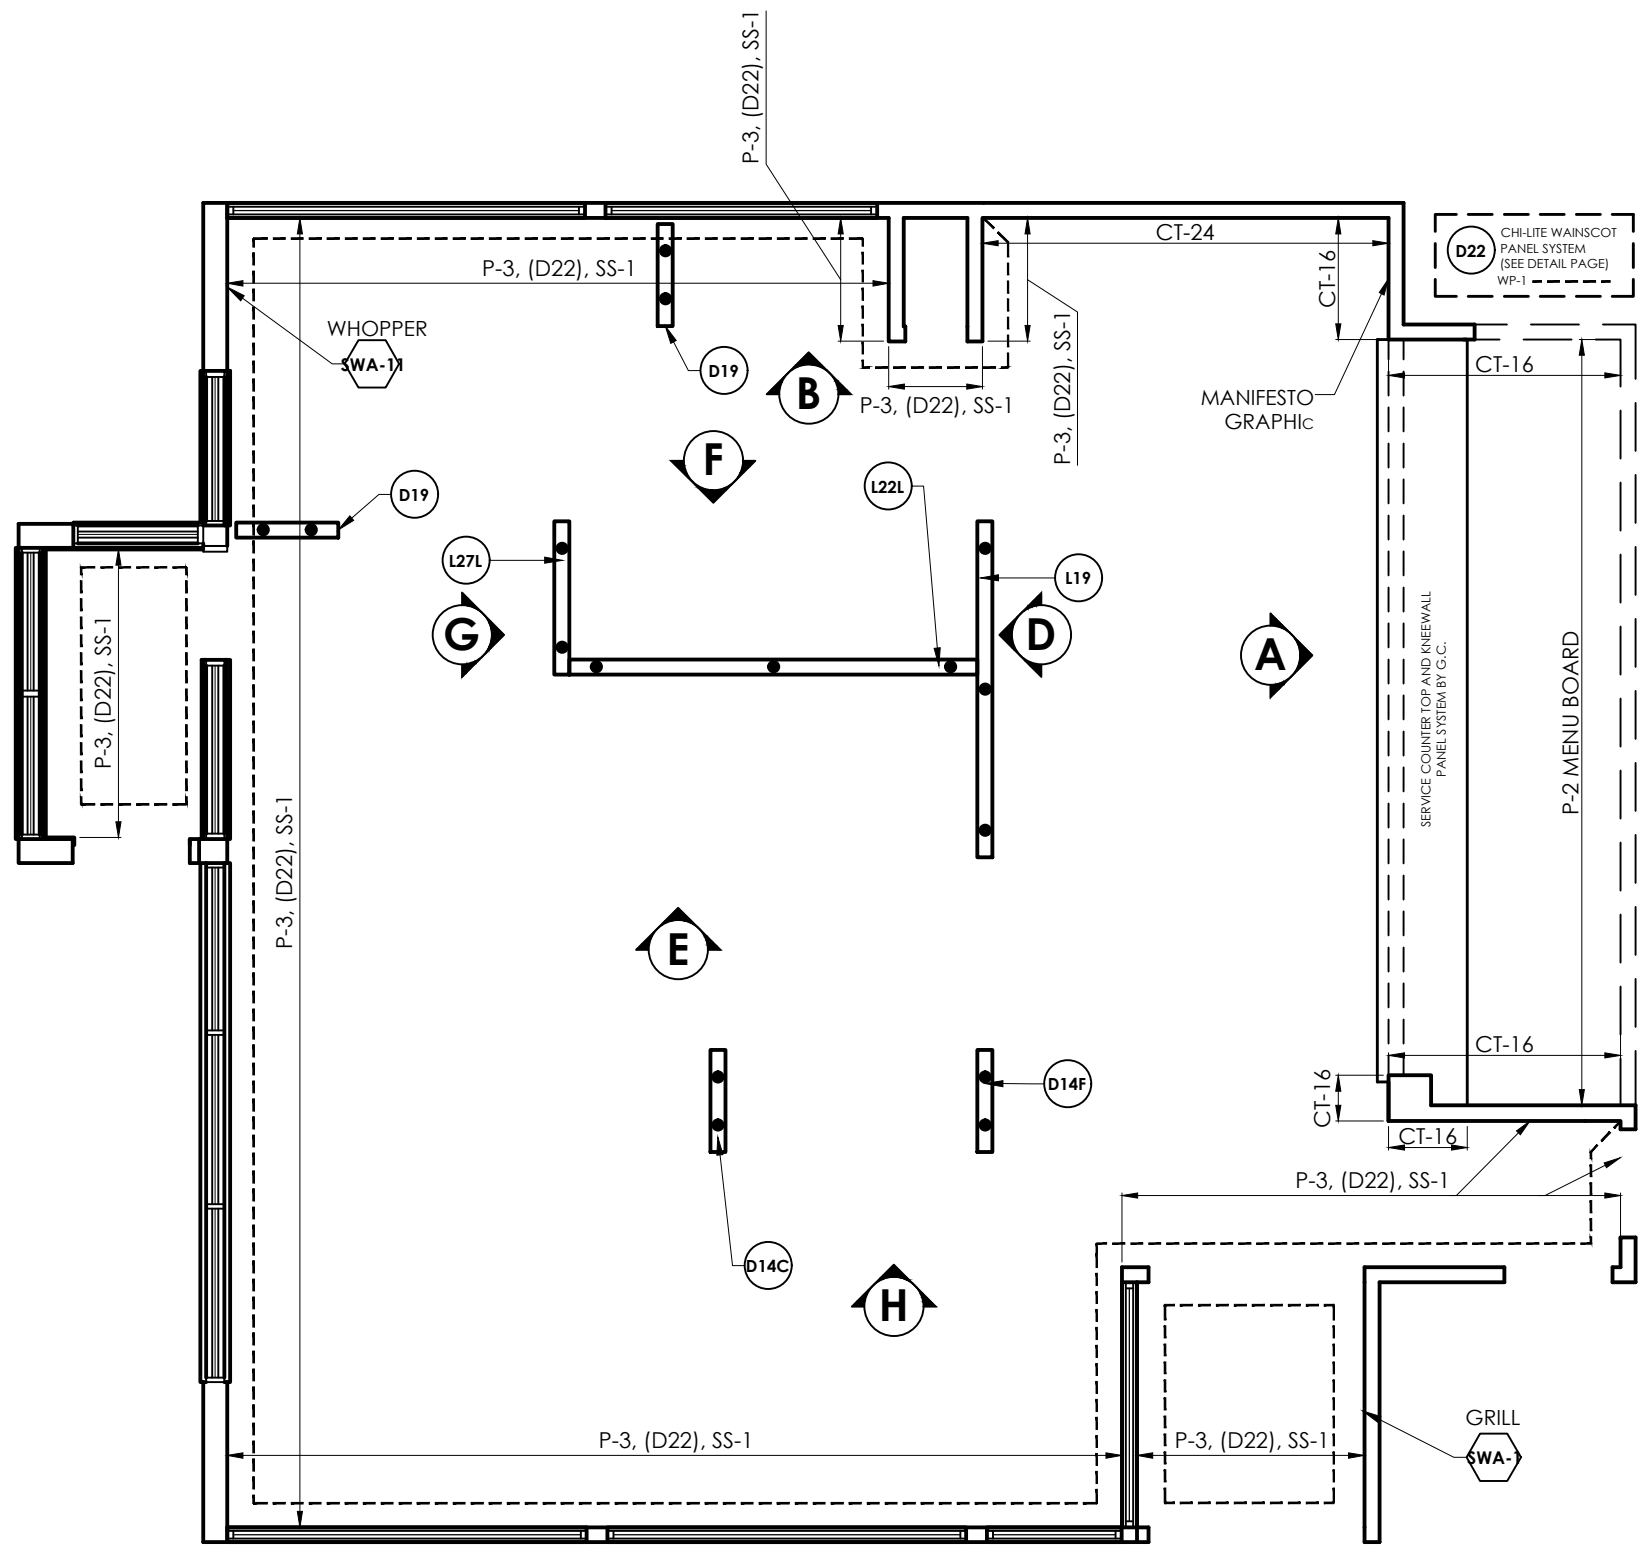 P-3, (D22), SS-1
CT-24
CT-16
D22
CHI-LITE WAINSCOT
PANEL SYSTEM
(SEE DETAIL PAGE)
WP-1
P-3, (D22), SS-1
WHOPPER
SWA-11
D19
B
P-3, (D22), SS-1
P-3, (D22), SS-1
MANIFESTO
GRAPHIC
CT-16
F
D19
L22L
L27L
L19
G
D
A
P-3, (D22), SS-1
SERVICE COUNTER TOP AND KNEEWALL
PANEL SYSTEM BY G.C.
P-2 MENU BOARD
P-3, (D22), SS-1
E
CT-16
D14F
CT-16
CT-16
P-3, (D22), SS-1
D14C
H
GRILL
SWA-1
P-3, (D22), SS-1
P-3, (D22), SS-1